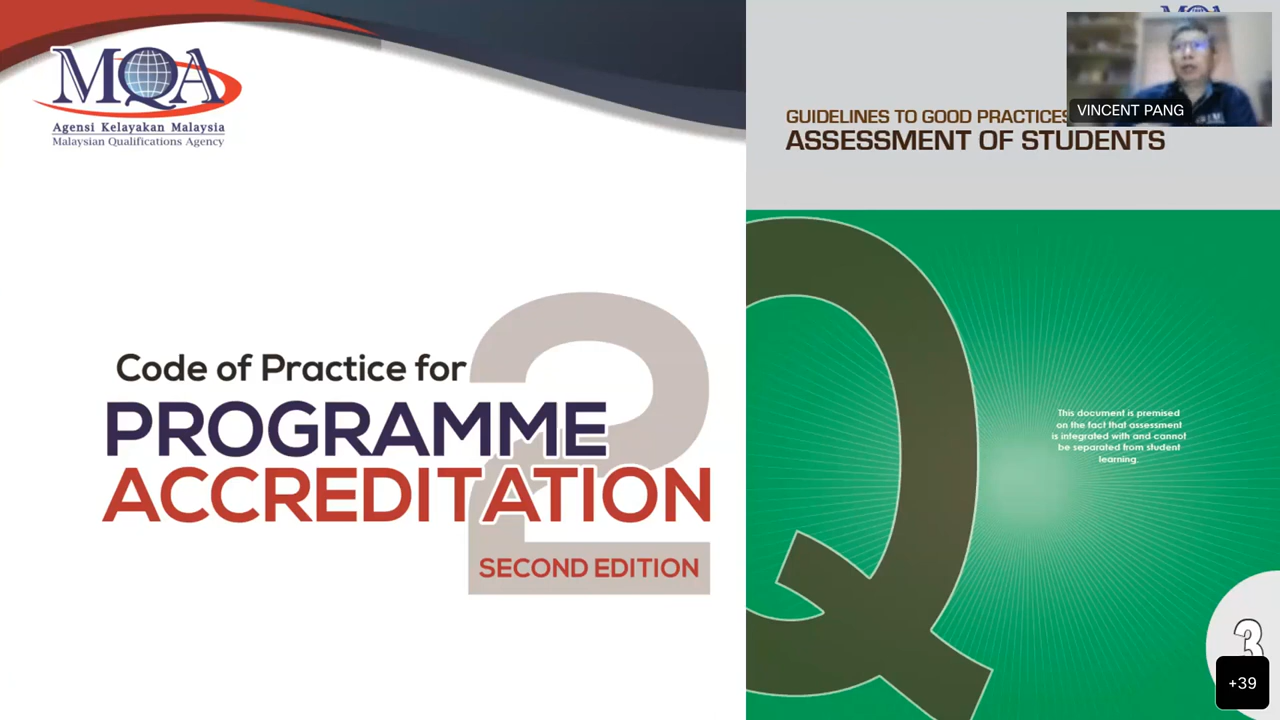 MQA
Agensi Kelayakan Malaysia
Malaysian Qualifications Agency
Code of Practice for
PROGRAMME
ACCREDITATION
2
SECOND EDITION
MQA
VINCENT PANG
GUIDELINES TO GOOD PRACTICES
ASSESSMENT OF STUDENTS
Q
This document is premised
on the fact that assessment
is integrated with and cannot
be separated from student
learning.
3
+39